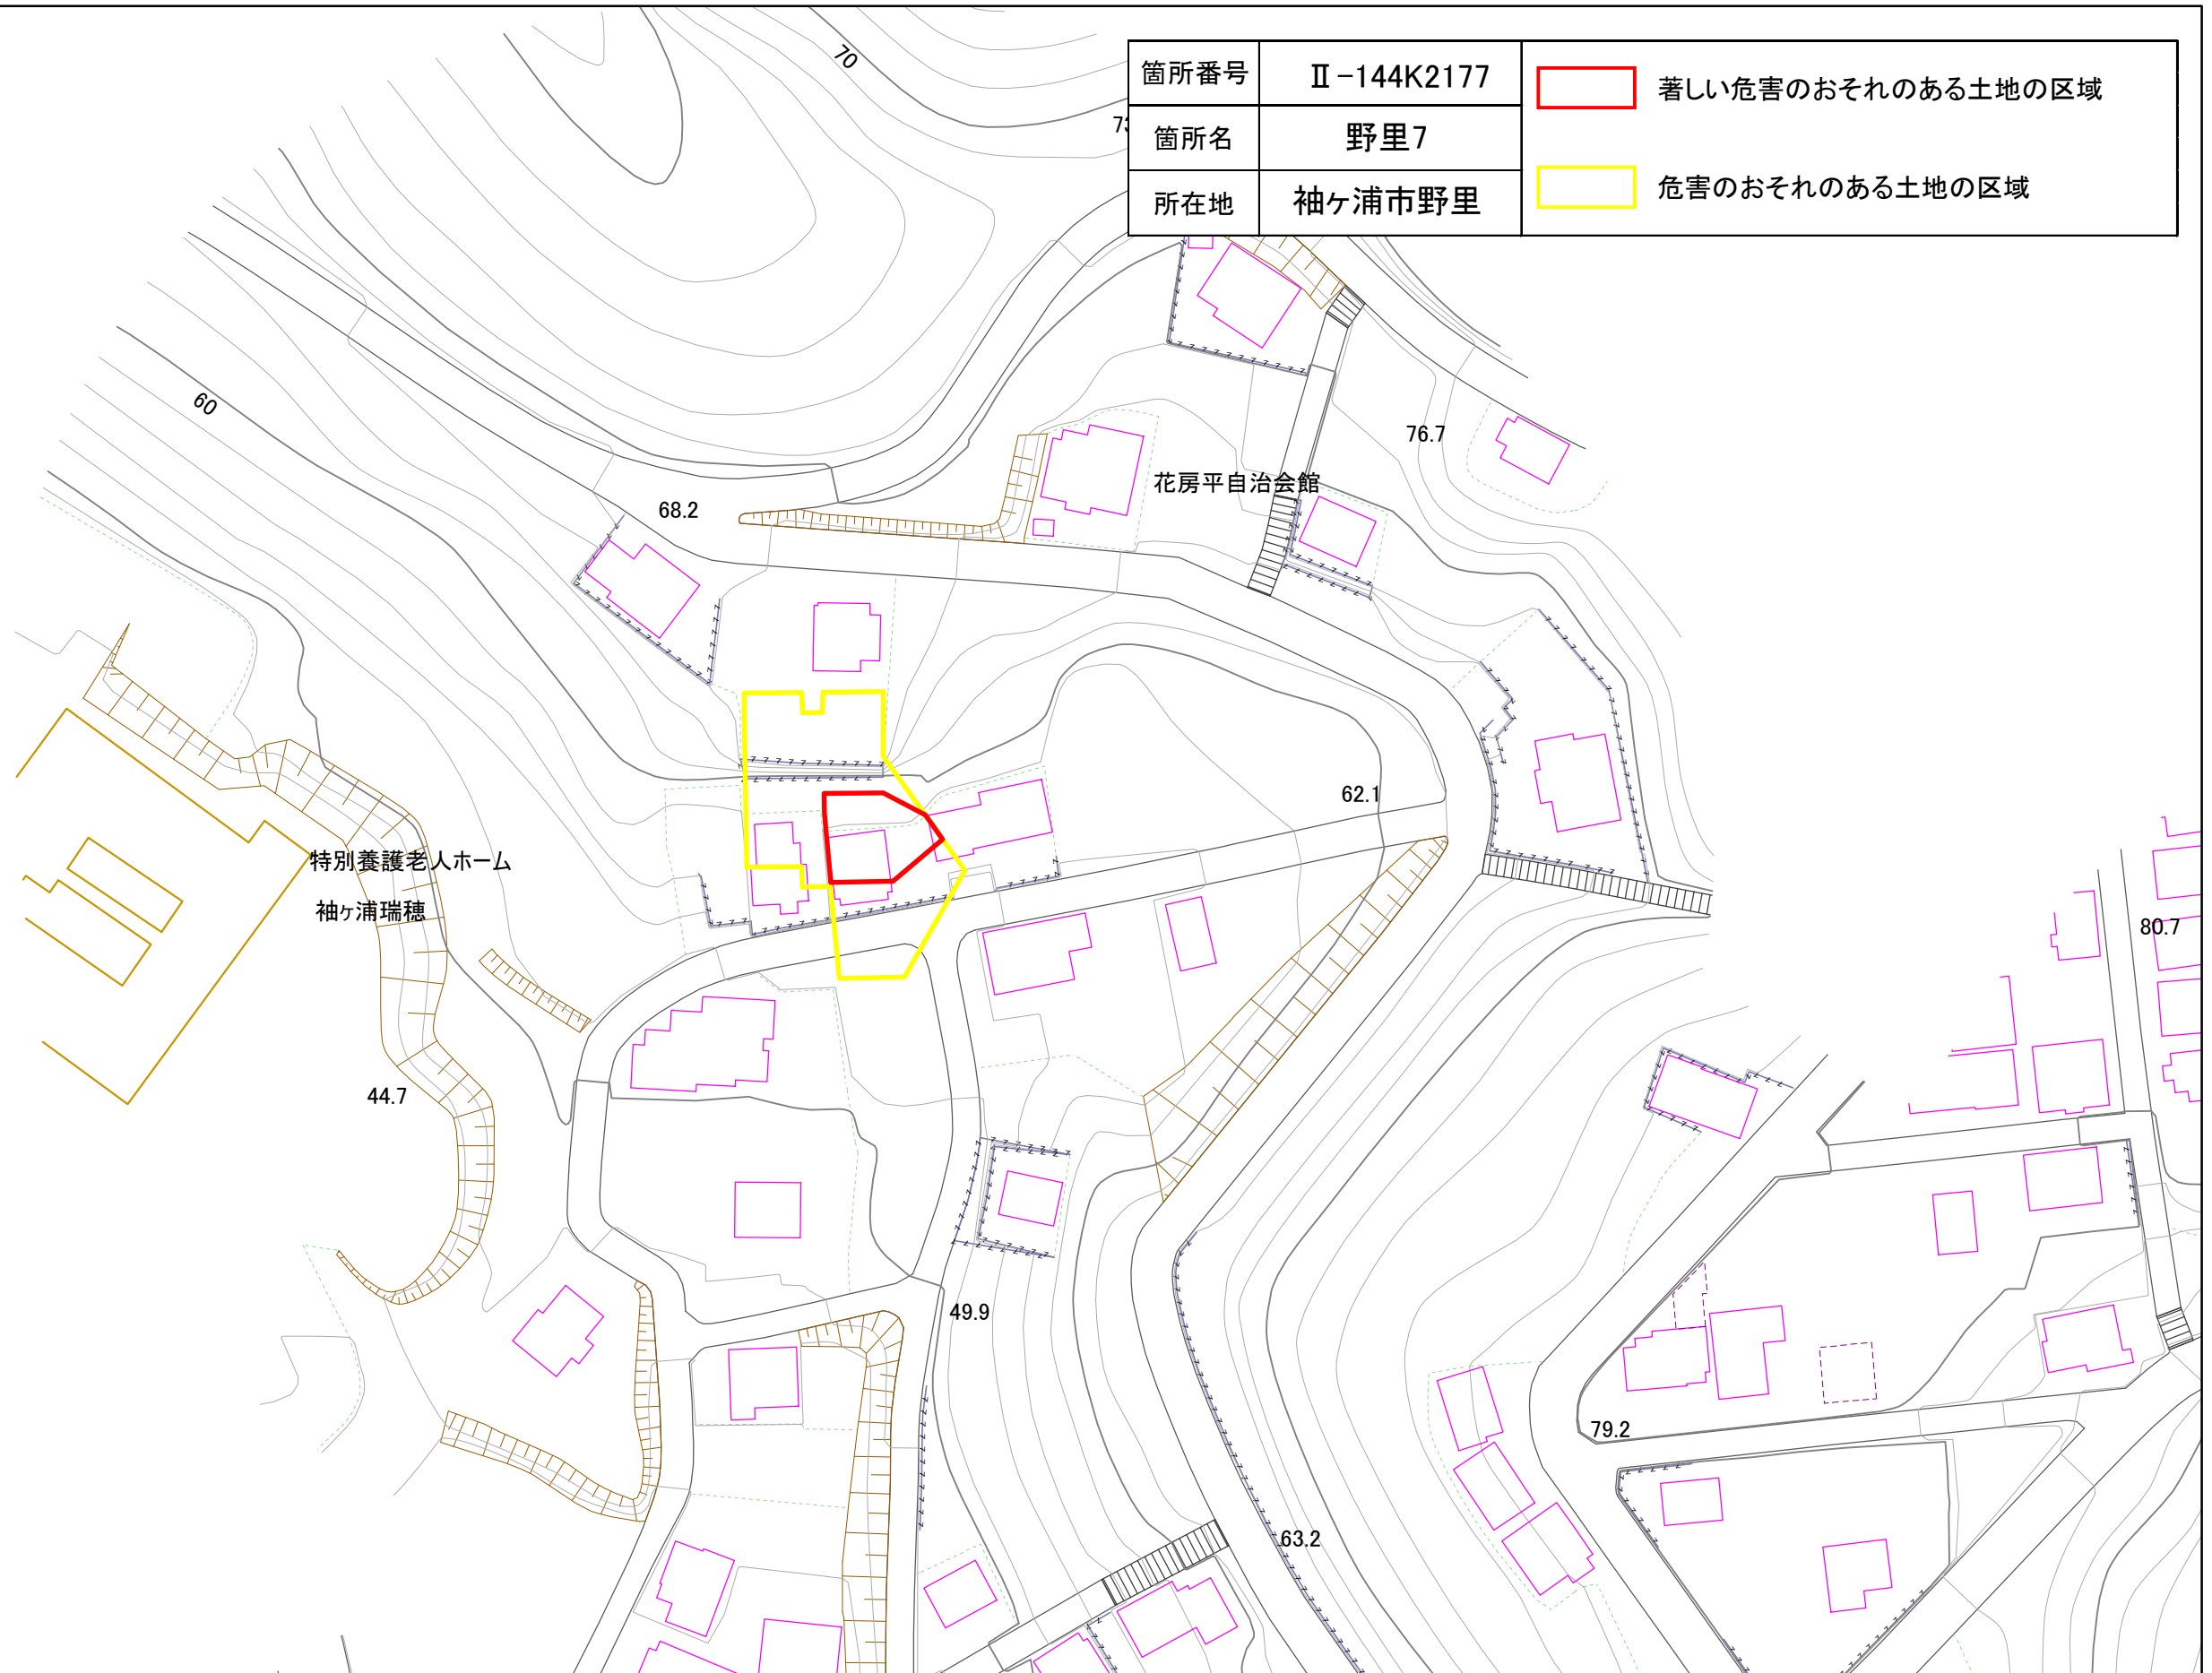 箇所番号 Ⅱ-144K2177
箇所名 野里7
所在地 袖ヶ浦市野里
著しい危害のおそれのある土地の区域
危害のおそれのある土地の区域
70
60
76.7
花房平自治会館
68.2
62.1
特別養護老人ホーム
袖ヶ浦瑞穂
80.7
44.7
49.9
79.2
63.2